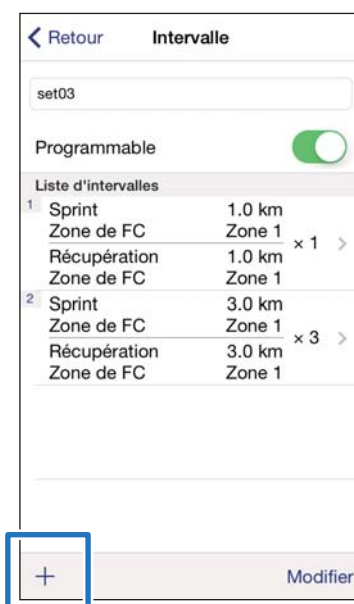 Retour Intervalle
set03
Programmable
Liste d'intervalles
1 Sprint 1.0 km
Zone de FC Zone 1
× 1
Récupération 1.0 km
Zone de FC Zone 1
2 Sprint 3.0 km
Zone de FC Zone 1
× 3
Récupération 3.0 km
Zone de FC Zone 1
+ Modifier